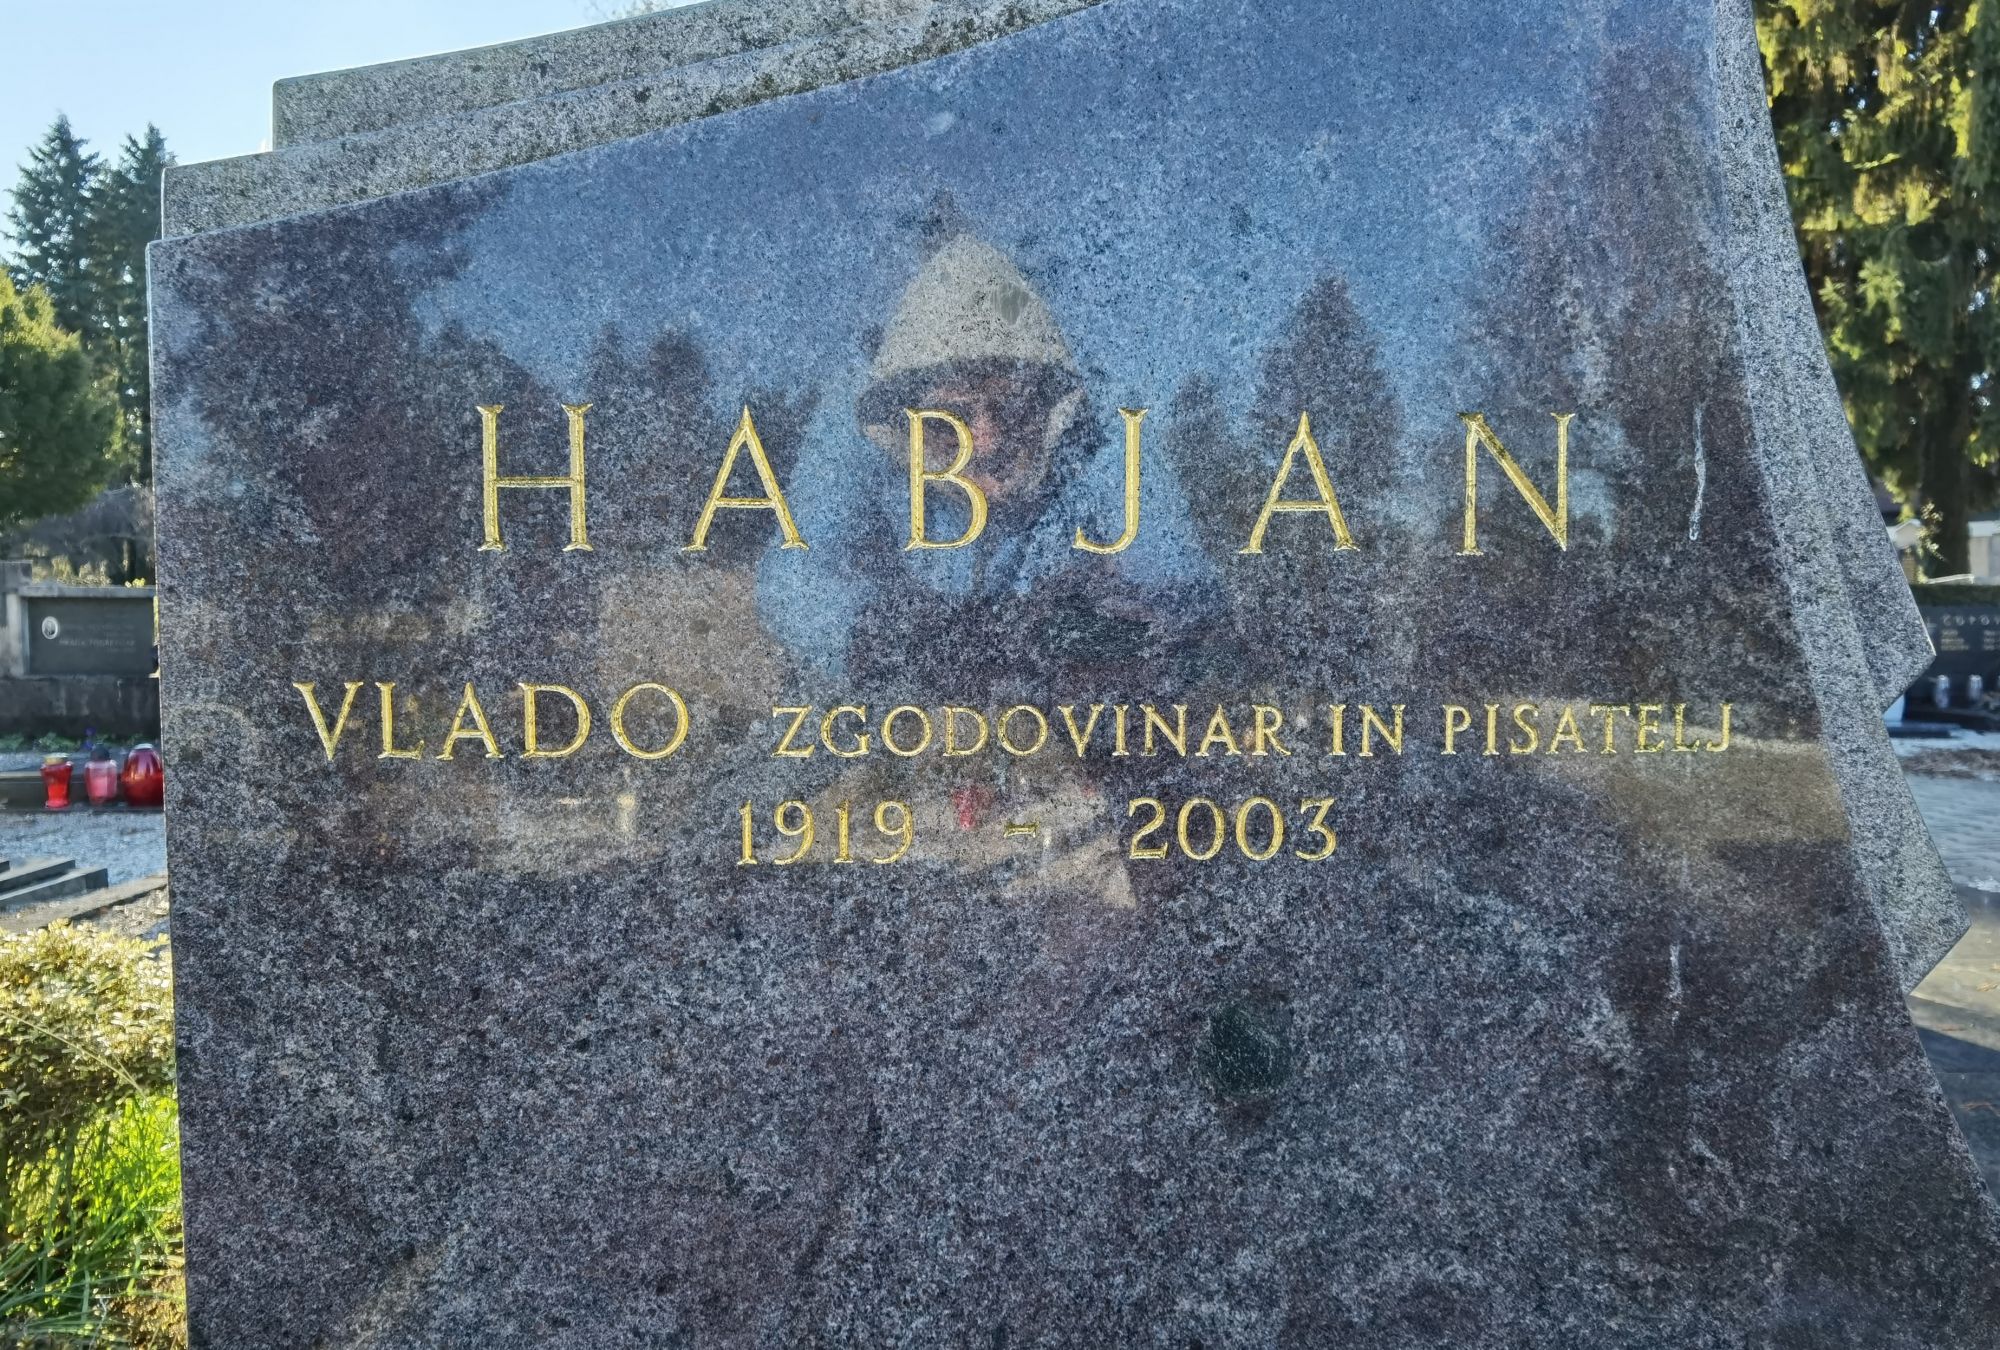 HABJAN
VLADO ZGODOVINAR IN PISATELJ
1919 - 2003